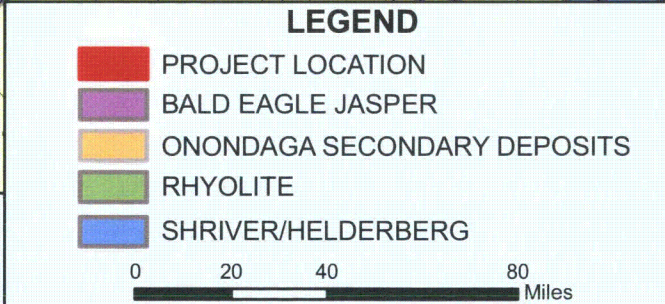 LEGEND
PROJECT LOCATION
BALD EAGLE JASPER
ONONDAGA SECONDARY DEPOSITS
RHYOLITE
SHRIVER/HELDERBERG
0 20 40 80
Miles